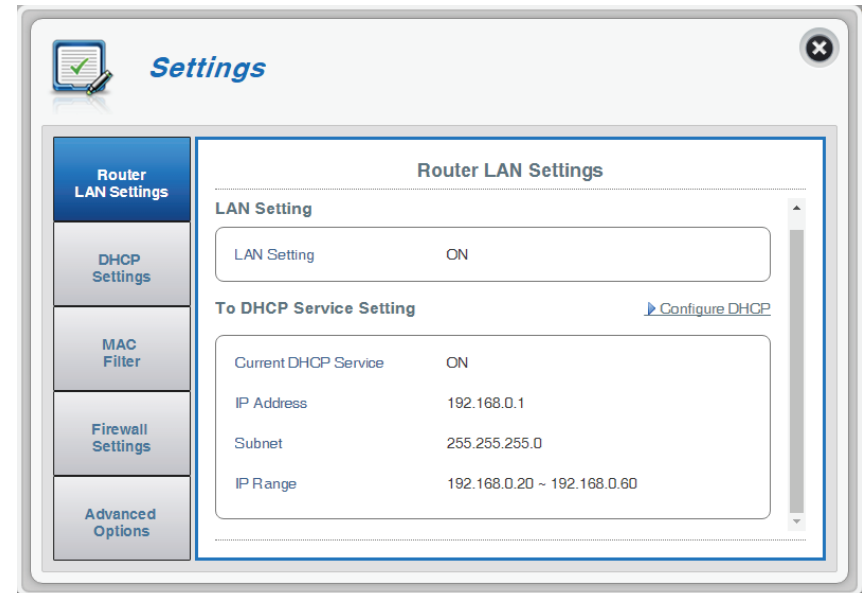 Settings
Router
LAN Settings
DHCP
Settings
MAC
Filter
Firewall
Settings
Advanced
Options
Router LAN Settings
LAN Setting
LAN Setting ON
To DHCP Service Setting Configure DHCP
Current DHCP Service ON
IP Address 192.168.0.1
Subnet 255.255.255.0
IP Range 192.168.0.20 ~ 192.168.0.60